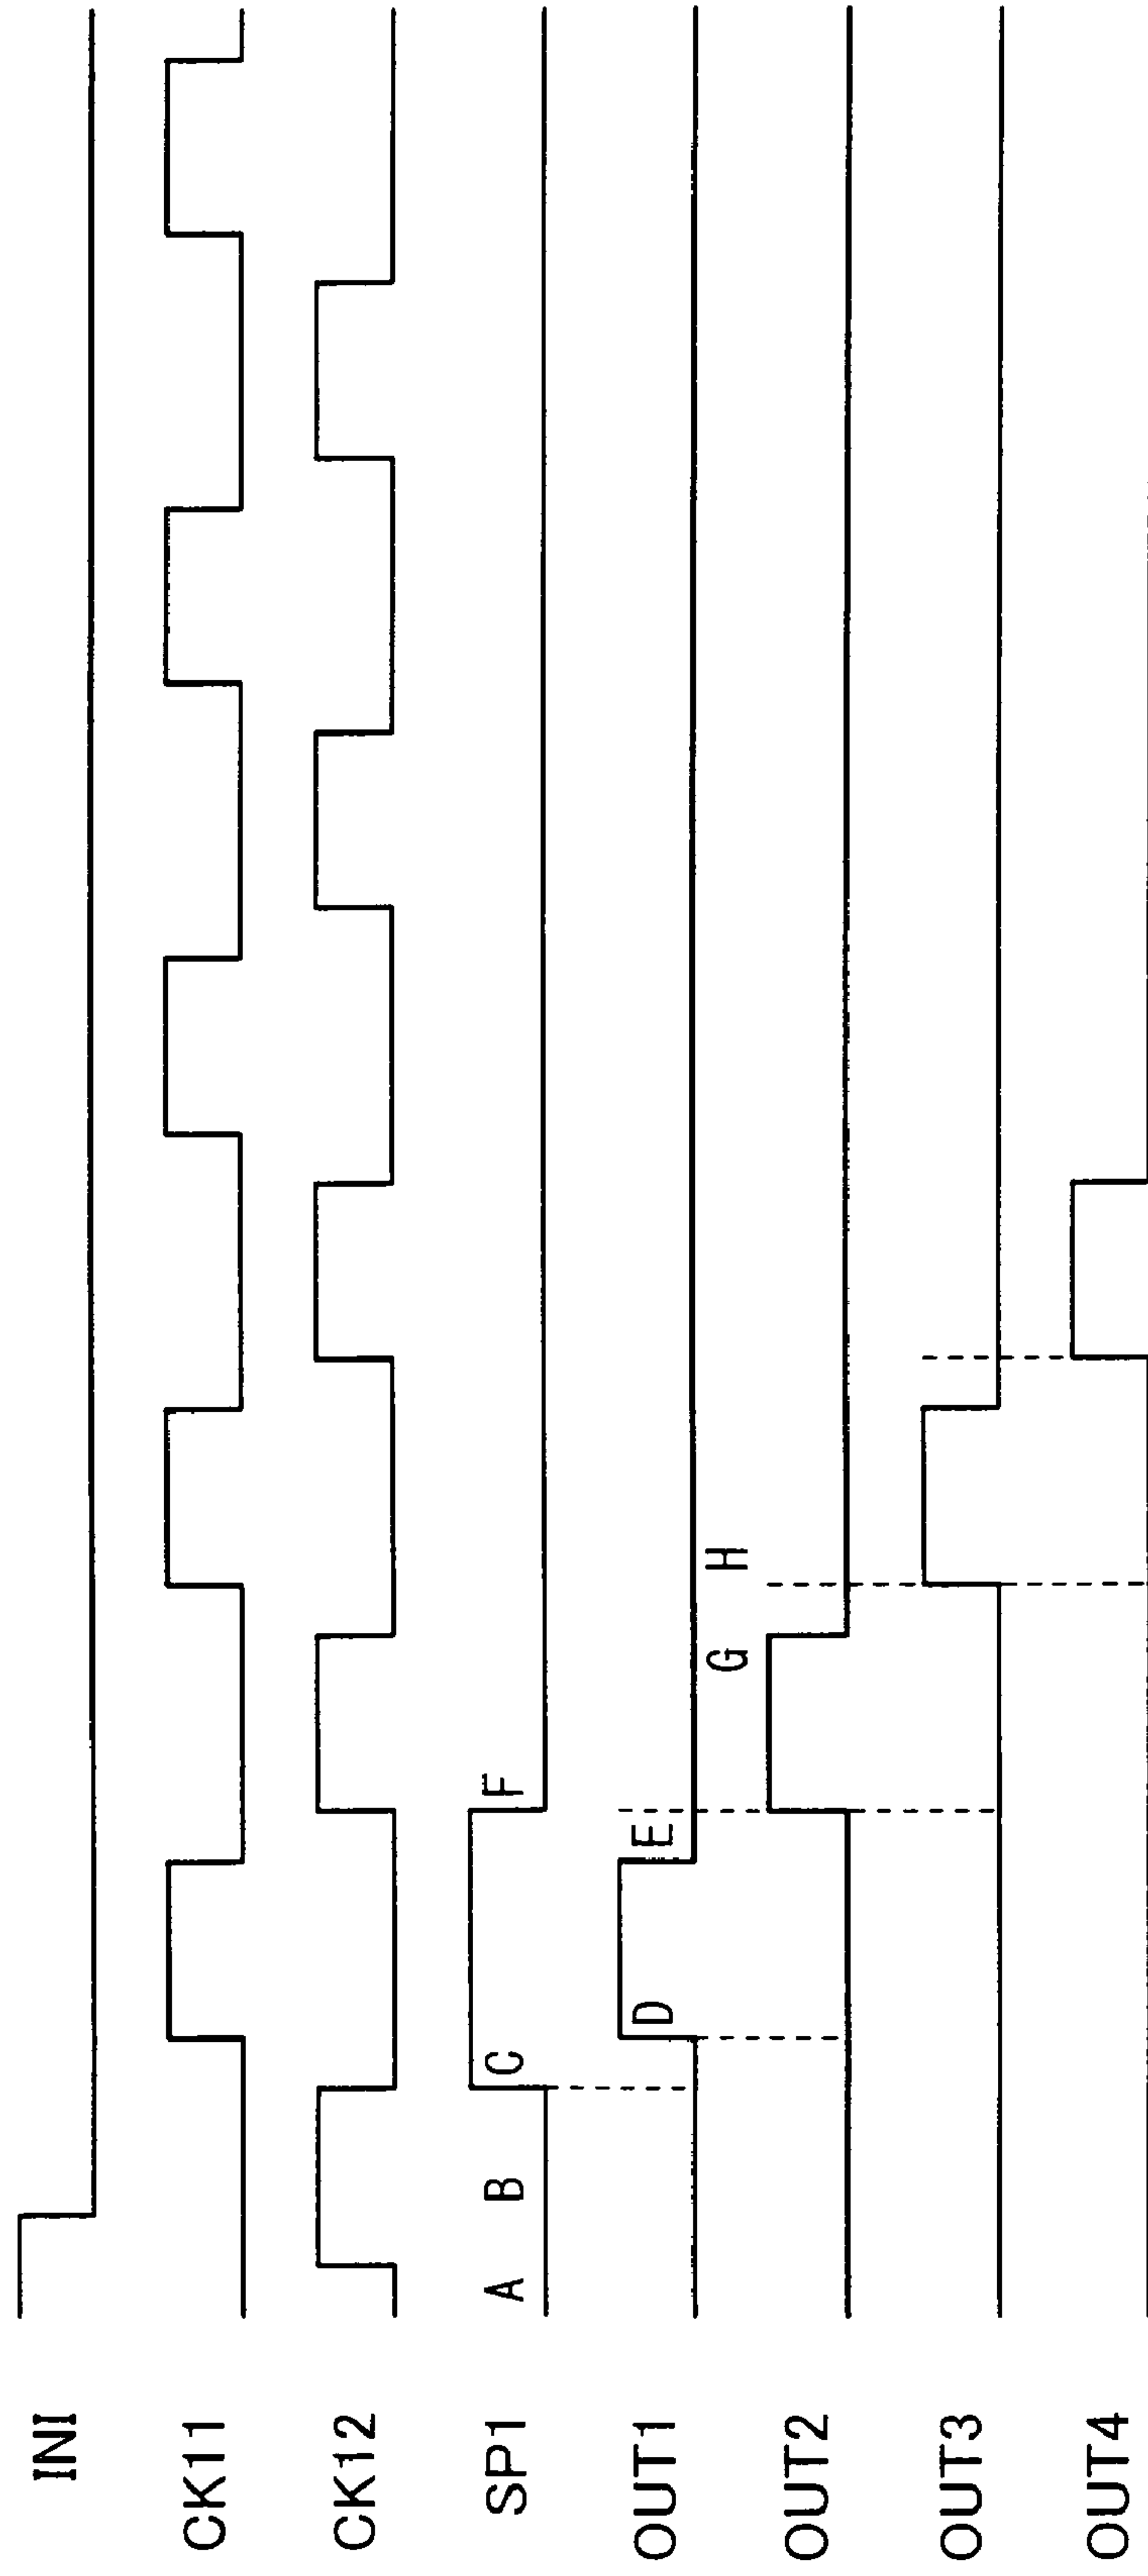 INI
CK11
CK12
SP1 A B C F
OUT1 D E
OUT2 G H
OUT3
OUT4